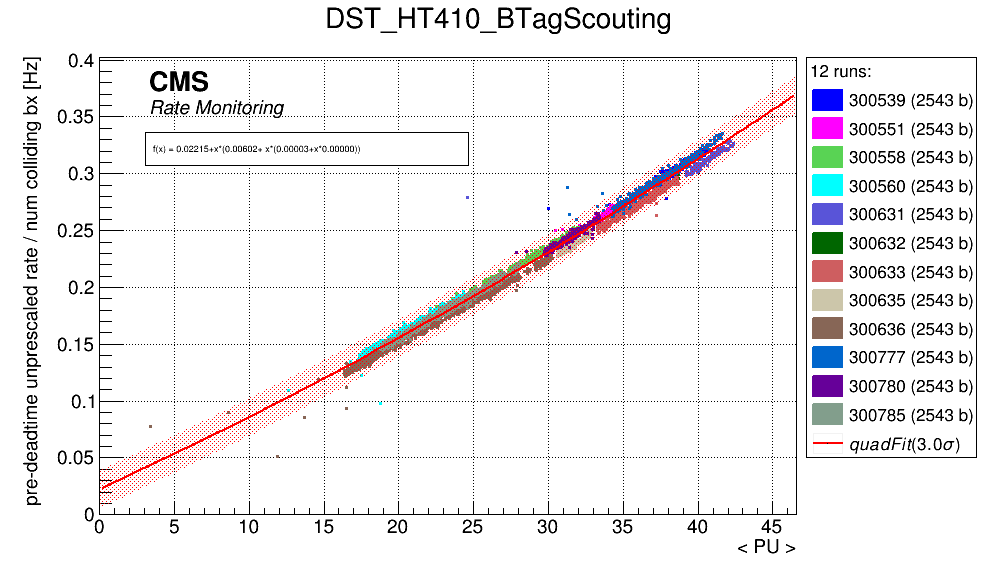 DST_HT410_BTagScouting
pre-deadtime unprescaled rate / num colliding bx [Hz]
CMS
Rate Monitoring
f(x) = 0.02215+x*(0.00602+ x*(0.00003+x*0.00000))
0.4
0.35
0.3
0.25
0.2
0.15
0.1
0.05
0
0 5 10 15 20 25 30 35 40 45
< PU >
12 runs:
300539 (2543 b)
300551 (2543 b)
300558 (2543 b)
300560 (2543 b)
300631 (2543 b)
300632 (2543 b)
300633 (2543 b)
300635 (2543 b)
300636 (2543 b)
300777 (2543 b)
300780 (2543 b)
300785 (2543 b)
quadFit(3.0σ)